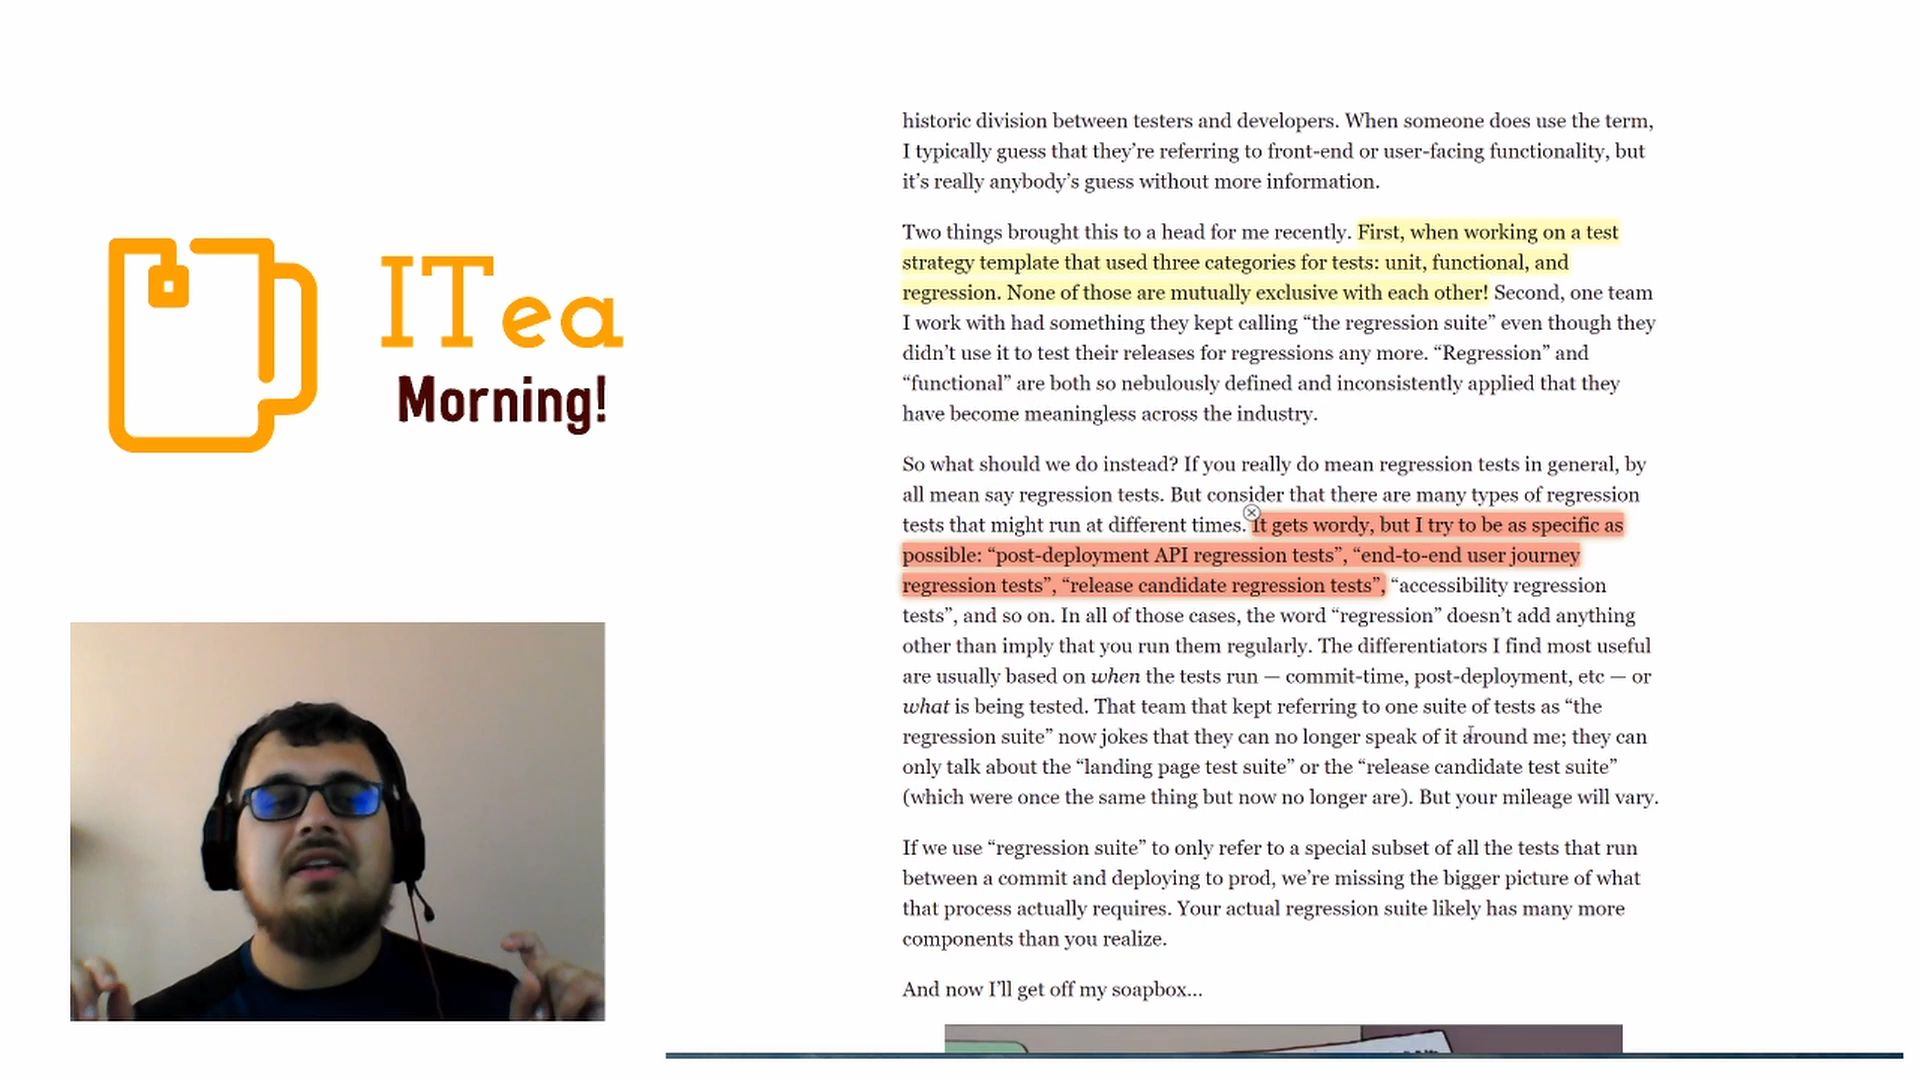 ITea
Morning!
historic division between testers and developers. When someone does use the term,
I typically guess that they’re referring to front-end or user-facing functionality, but
it’s really anybody’s guess without more information.
Two things brought this to a head for me recently. First, when working on a test
strategy template that used three categories for tests: unit, functional, and
regression. None of those are mutually exclusive with each other! Second, one team
I work with had something they kept calling “the regression suite” even though they
didn’t use it to test their releases for regressions any more. “Regression” and
“functional” are both so nebulously defined and inconsistently applied that they
have become meaningless across the industry.
So what should we do instead? If you really do mean regression tests in general, by
all mean say regression tests. But consider that there are many types of regression
tests that might run at different times. It gets wordy, but I try to be as specific as
possible: “post-deployment API regression tests”, “end-to-end user journey
regression tests”, “release candidate regression tests”, “accessibility regression
tests”, and so on. In all of those cases, the word “regression” doesn’t add anything
other than imply that you run them regularly. The differentiators I find most useful
are usually based on when the tests run — commit-time, post-deployment, etc — or
what is being tested. That team that kept referring to one suite of tests as “the
regression suite” now jokes that they can no longer speak of it around me; they can
only talk about the “landing page test suite” or the “release candidate test suite”
(which were once the same thing but now no longer are). But your mileage will vary.
If we use “regression suite” to only refer to a special subset of all the tests that run
between a commit and deploying to prod, we’re missing the bigger picture of what
that process actually requires. Your actual regression suite likely has many more
components than you realize.
And now I’ll get off my soapbox...